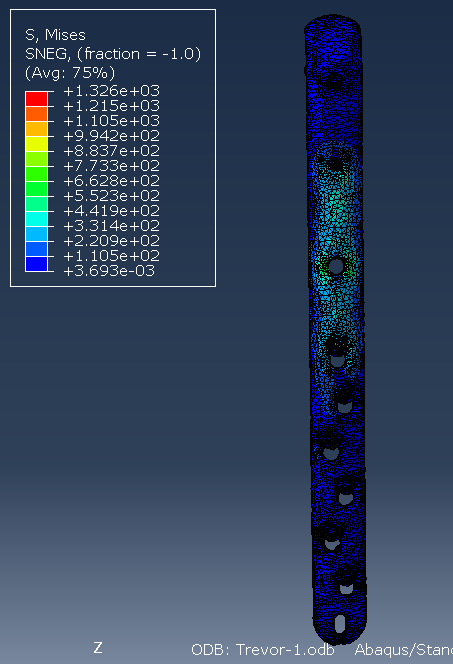 S, Mises
SNEG, (fraction = -1.0)
(Avg: 75%)
+1.326e+03
+1.215e+03
+1.105e+03
+9.942e+02
+8.837e+02
+7.733e+02
+6.628e+02
+5.523e+02
+4.419e+02
+3.314e+02
+2.209e+02
+1.105e+02
+3.693e-03
Z
ODB: Trevor-1.odb Abaqus/Stand